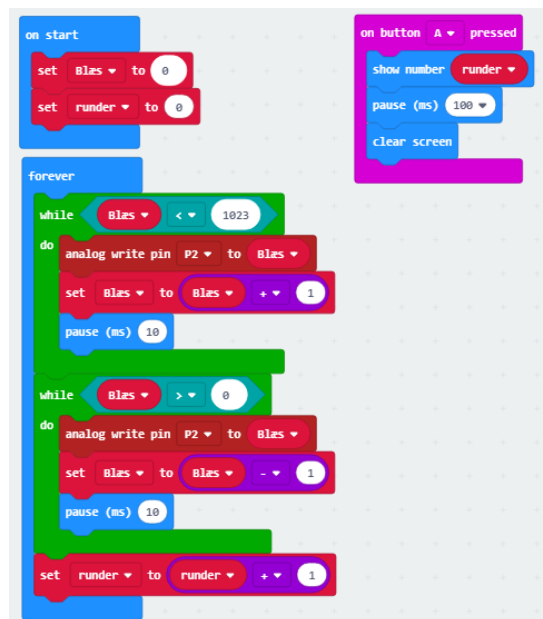 on start
set Blæs to 0
set runder to 0
on button A pressed
show number runder
pause (ms) 100
clear screen
forever
while Blæs < 1023
do
analog write pin P2 to Blæs
set Blæs to Blæs + 1
pause (ms) 10
while Blæs > 0
do
analog write pin P2 to Blæs
set Blæs to Blæs - 1
pause (ms) 10
set runder to runder + 1